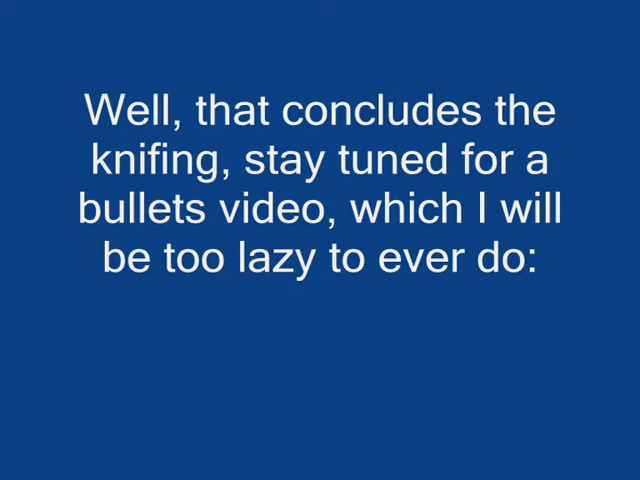 Well, that concludes the
knifing, stay tuned for a
bullets video, which I will
be too lazy to ever do: